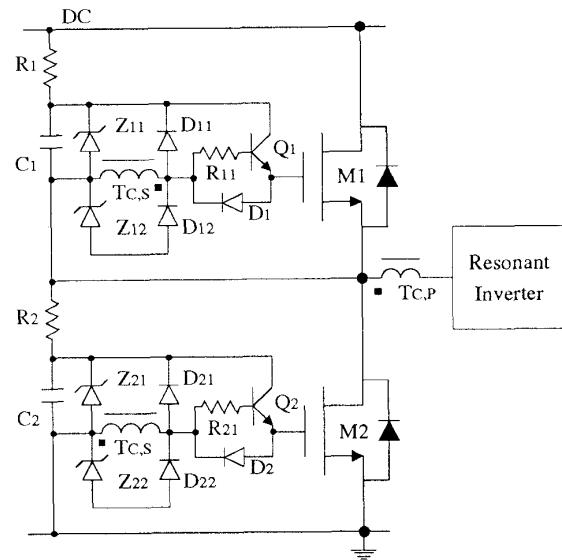 DC
R1
Z11
D11
Q1
C1
R11
M1
TC,S
D1
Z12
D12
Resonant
Inverter
TC,P
R2
Z21
D21
Q2
C2
R21
M2
TC,S
D2
Z22
D22